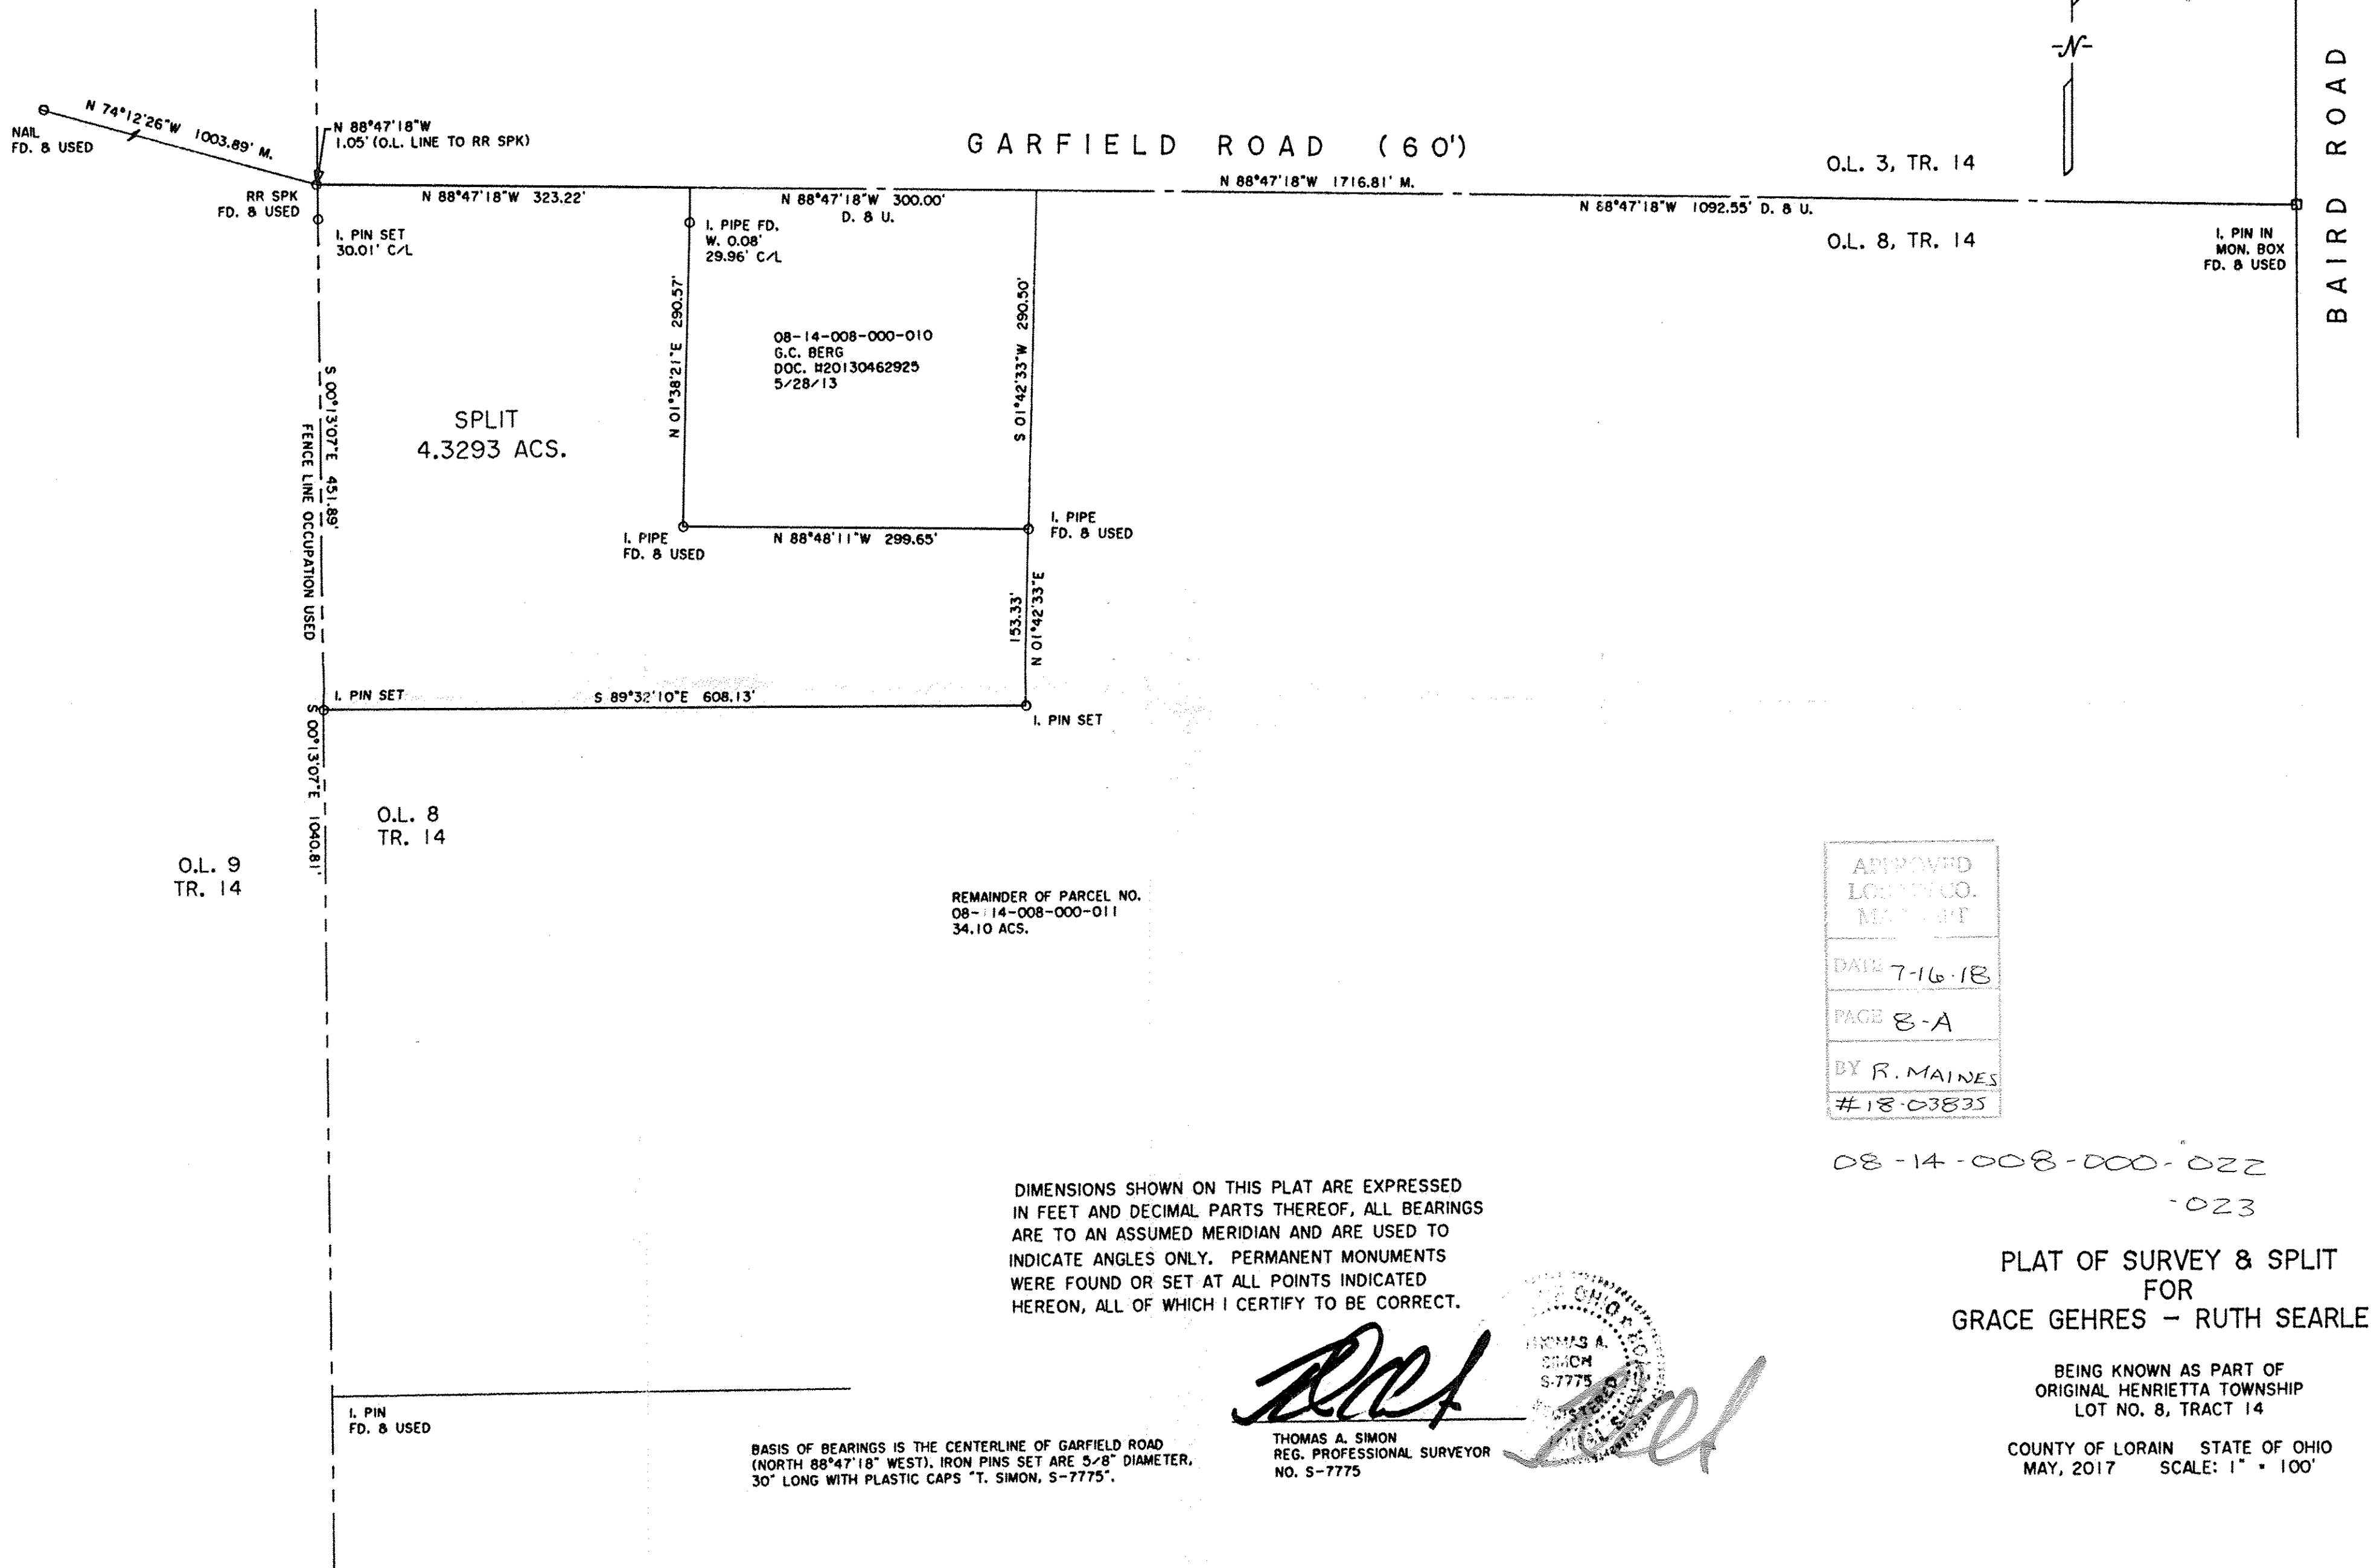 -N-
BAIRD ROAD
N 74°12'26"W 1003.89' M.
NAIL
FD. & USED
N 88°47'18"W
1.05' (O.L. LINE TO RR SPK)
GARFIELD ROAD (60')
O.L. 3, TR. 14
RR SPK
FD. & USED
N 88°47'18"W 323.22'
N 88°47'18"W 300.00'
D. & U.
N 88°47'18"W 1716.81' M.
N 88°47'18"W 1092.55' D. & U.
I. PIN SET
30.01' C/L
I. PIPE FD.
W. 0.08'
29.96' C/L
O.L. 8, TR. 14
I. PIN IN
MON. BOX
FD. & USED
N 01°38'21"E 290.57'
S 01°42'33"W 290.50'
08-14-008-000-010
G.C. BERG
DOC. #20130462925
5/28/13
S 00°13'07"E 451.89'
FENCE LINE OCCUPATION USED
SPLIT
4.3293 ACS.
I. PIPE
FD. & USED
N 88°48'11"W 299.65'
I. PIPE
FD. & USED
153.33'
N 01°42'33"E
I. PIN SET
S 89°32'10"E 608.13'
I. PIN SET
S 00°13'07"E 1040.81'
O.L. 8
TR. 14
O.L. 9
TR. 14
REMAINDER OF PARCEL NO.
08-114-008-000-011
34.10 ACS.
APPROVED
CO.
DATE 7-16-18
PAGE 8-A
BY R. MAINES
#18-03835
08-14-008-000-022
-023
DIMENSIONS SHOWN ON THIS PLAT ARE EXPRESSED
IN FEET AND DECIMAL PARTS THEREOF, ALL BEARINGS
ARE TO AN ASSUMED MERIDIAN AND ARE USED TO
INDICATE ANGLES ONLY. PERMANENT MONUMENTS
WERE FOUND OR SET AT ALL POINTS INDICATED
HEREON, ALL OF WHICH I CERTIFY TO BE CORRECT.
OHIO
THOMAS A.
SIMON
S-7775
THOMAS A. SIMON
REG. PROFESSIONAL SURVEYOR
NO. S-7775
I. PIN
FD. & USED
BASIS OF BEARINGS IS THE CENTERLINE OF GARFIELD ROAD
(NORTH 88°47'18" WEST). IRON PINS SET ARE 5/8" DIAMETER,
30" LONG WITH PLASTIC CAPS "T. SIMON, S-7775".
PLAT OF SURVEY & SPLIT
FOR
GRACE GEHRES - RUTH SEARLE
BEING KNOWN AS PART OF
ORIGINAL HENRIETTA TOWNSHIP
LOT NO. 8, TRACT 14
COUNTY OF LORAIN STATE OF OHIO
MAY, 2017 SCALE: 1" = 100'